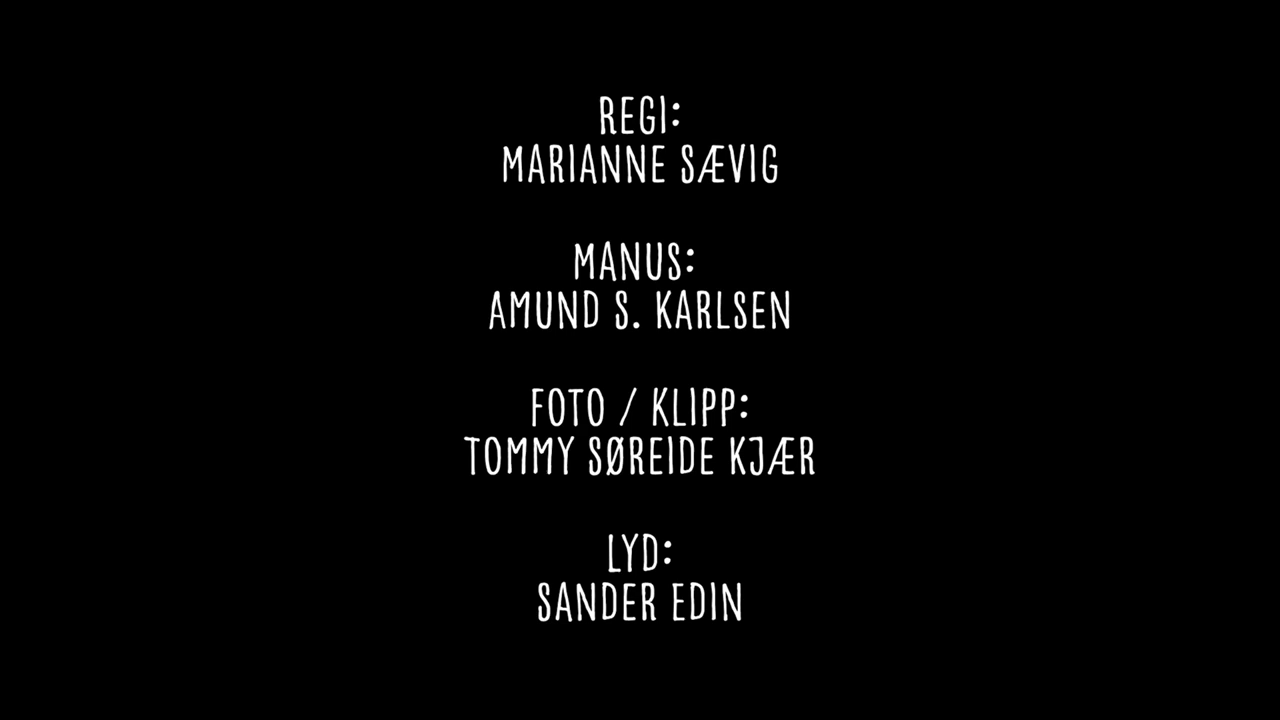 REGI:
MARIANNE SÆVIG
MANUS:
AMUND S. KARLSEN
FOTO / KLIPP:
TOMMY SØREIDE KJÆR
LYD:
SANDER EDIN